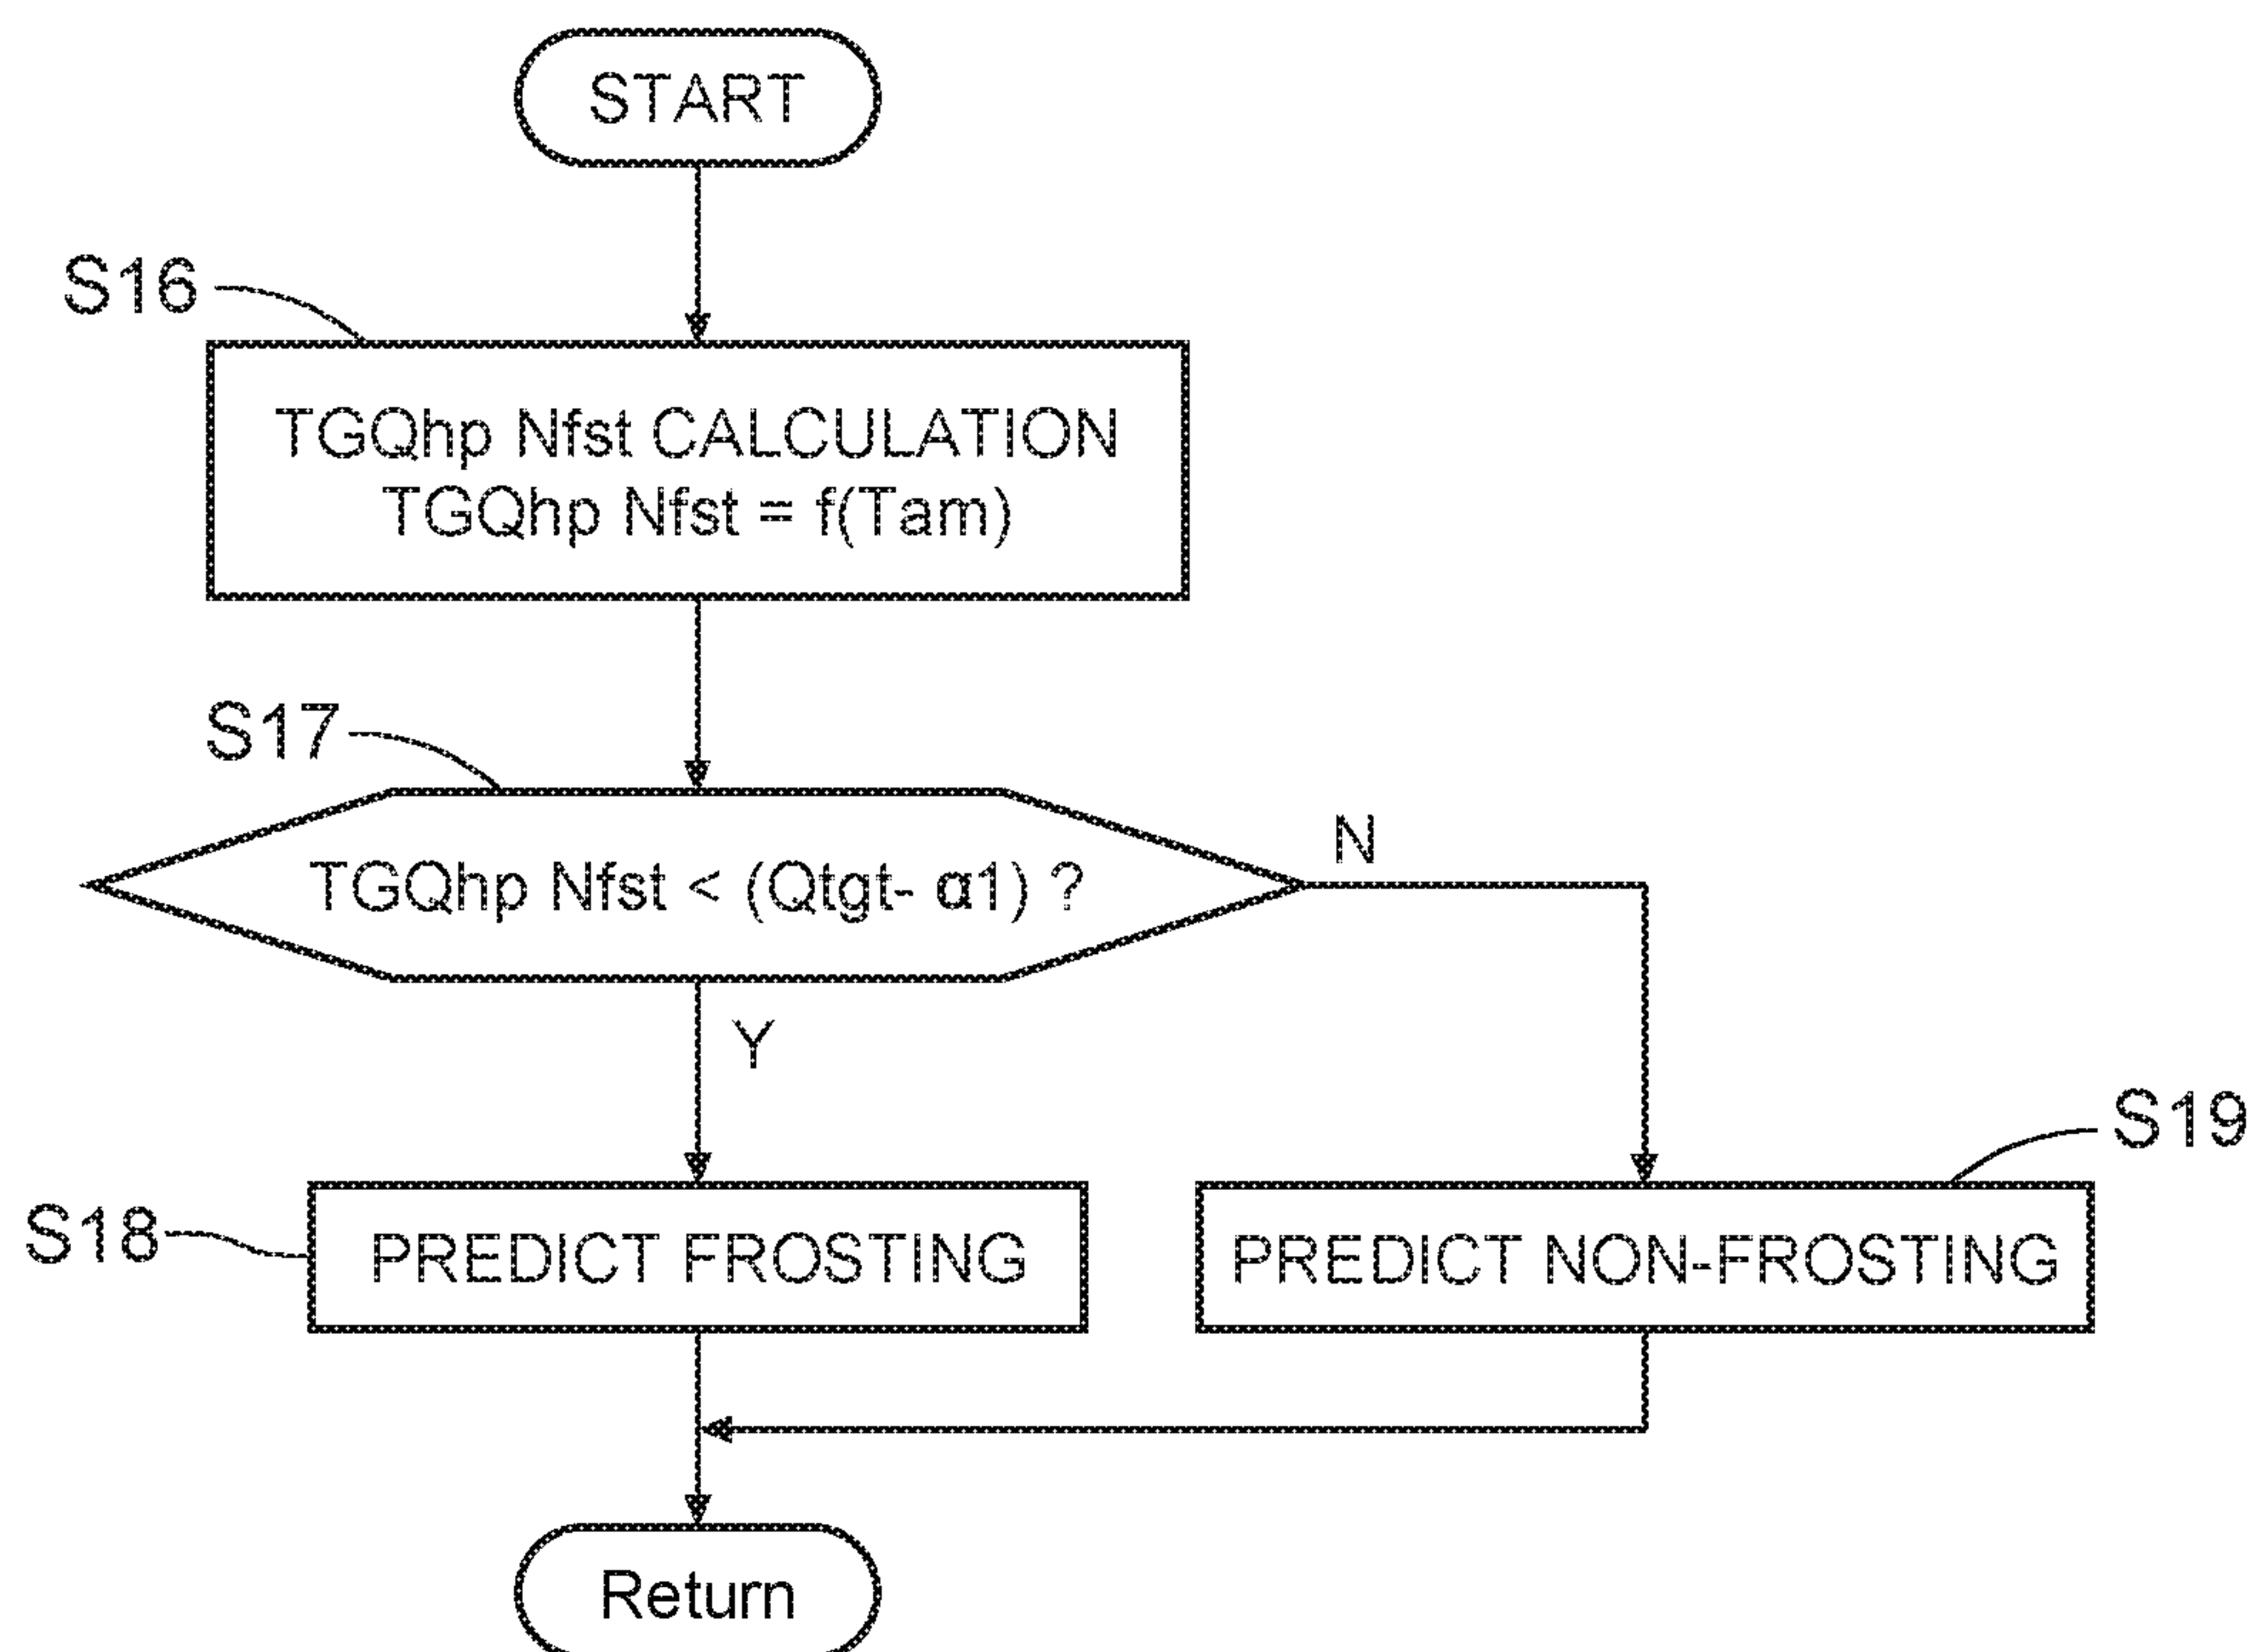 START
S16
TGQhp Nfst CALCULATION
TGQhp Nfst = f(Tam)
S17
TGQhp Nfst < (Qtgt- α1) ?
N
Y
S18
PREDICT FROSTING
S19
PREDICT NON-FROSTING
Return